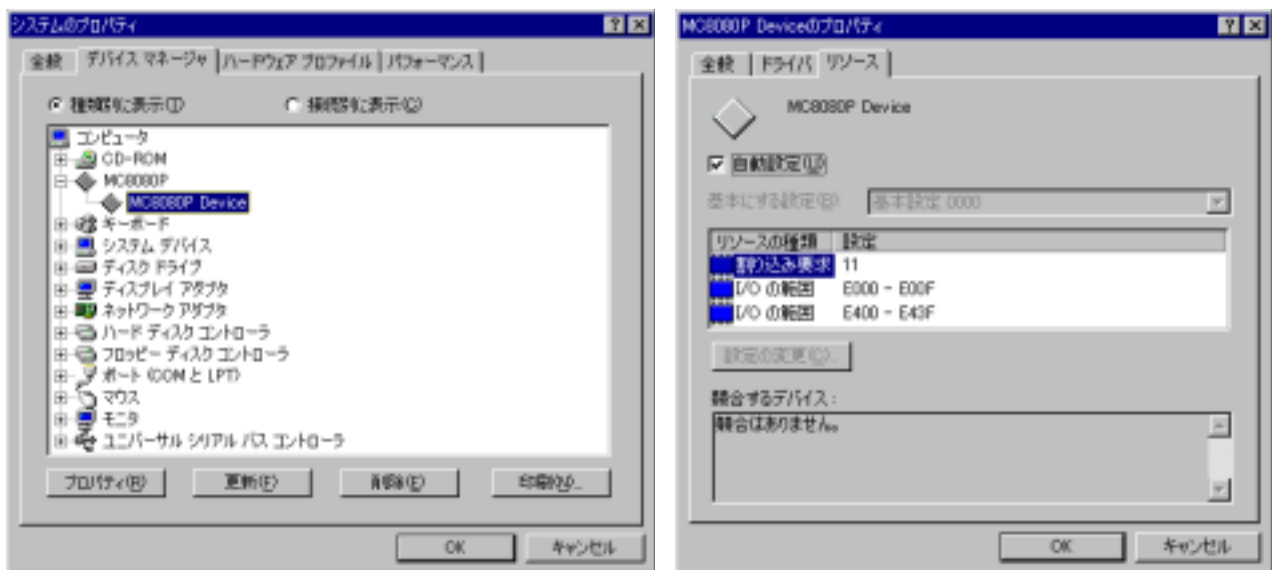 システムのプロパティ
全般
デバイス マネージャ
ハードウェア プロファイル
パフォーマンス
種類別に表示(T)
接続別に表示(C)
コンピュータ
CD-ROM
MC8080P
MC8080P Device
キーボード
システム デバイス
ディスク ドライブ
ディスプレイ アダプタ
ネットワーク アダプタ
ハード ディスク コントローラ
フロッピー ディスク コントローラ
ポート (COM と LPT)
マウス
モニタ
ユニバーサル シリアル バス コントローラ
プロパティ(R)
更新(F)
削除(E)
印刷(N)...
OK
キャンセル
MC8080P Deviceのプロパティ
全般
ドライバ
リソース
MC8080P Device
自動設定(U)
基本にする設定(B):
基本設定 0000
リソースの種類
設定
割り込み要求 11
I/O の範囲 E000 - E00F
I/O の範囲 E400 - E43F
設定の変更(C)...
競合するデバイス:
競合はありません。
OK
キャンセル